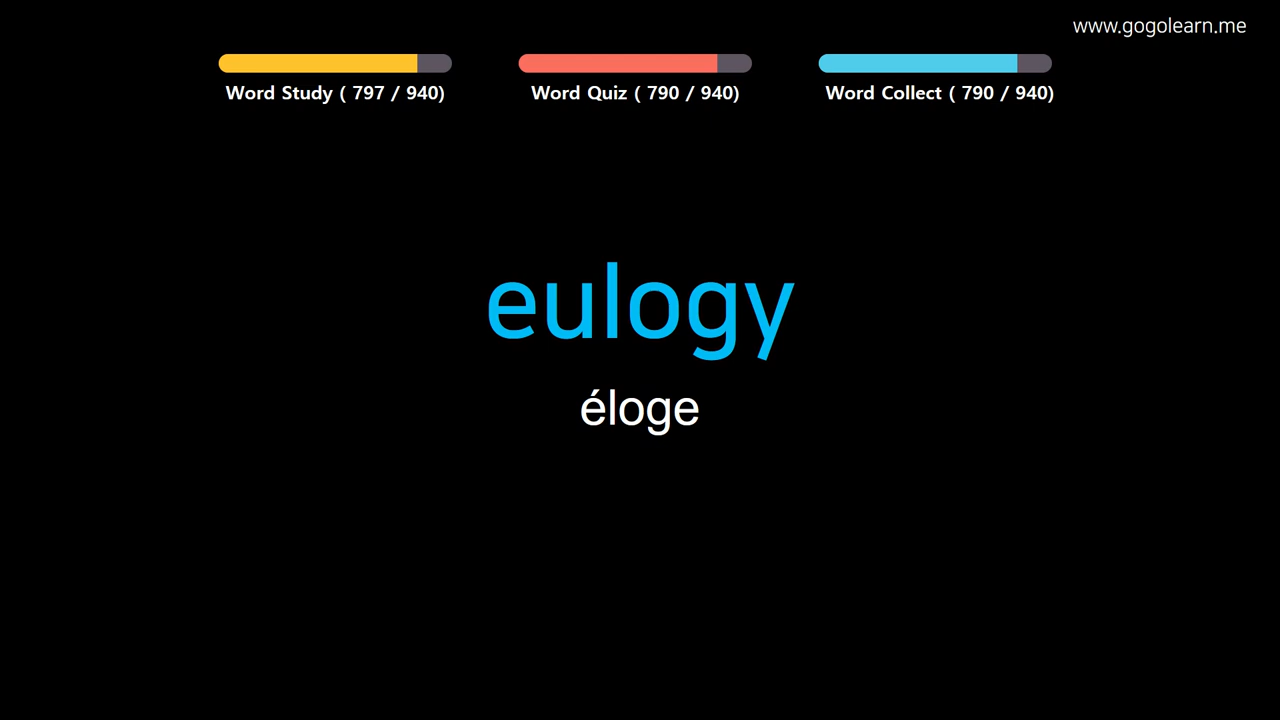 www.gogolearn.me
Word Study ( 797 / 940)
Word Quiz ( 790 / 940)
Word Collect ( 790 / 940)
eulogy
éloge